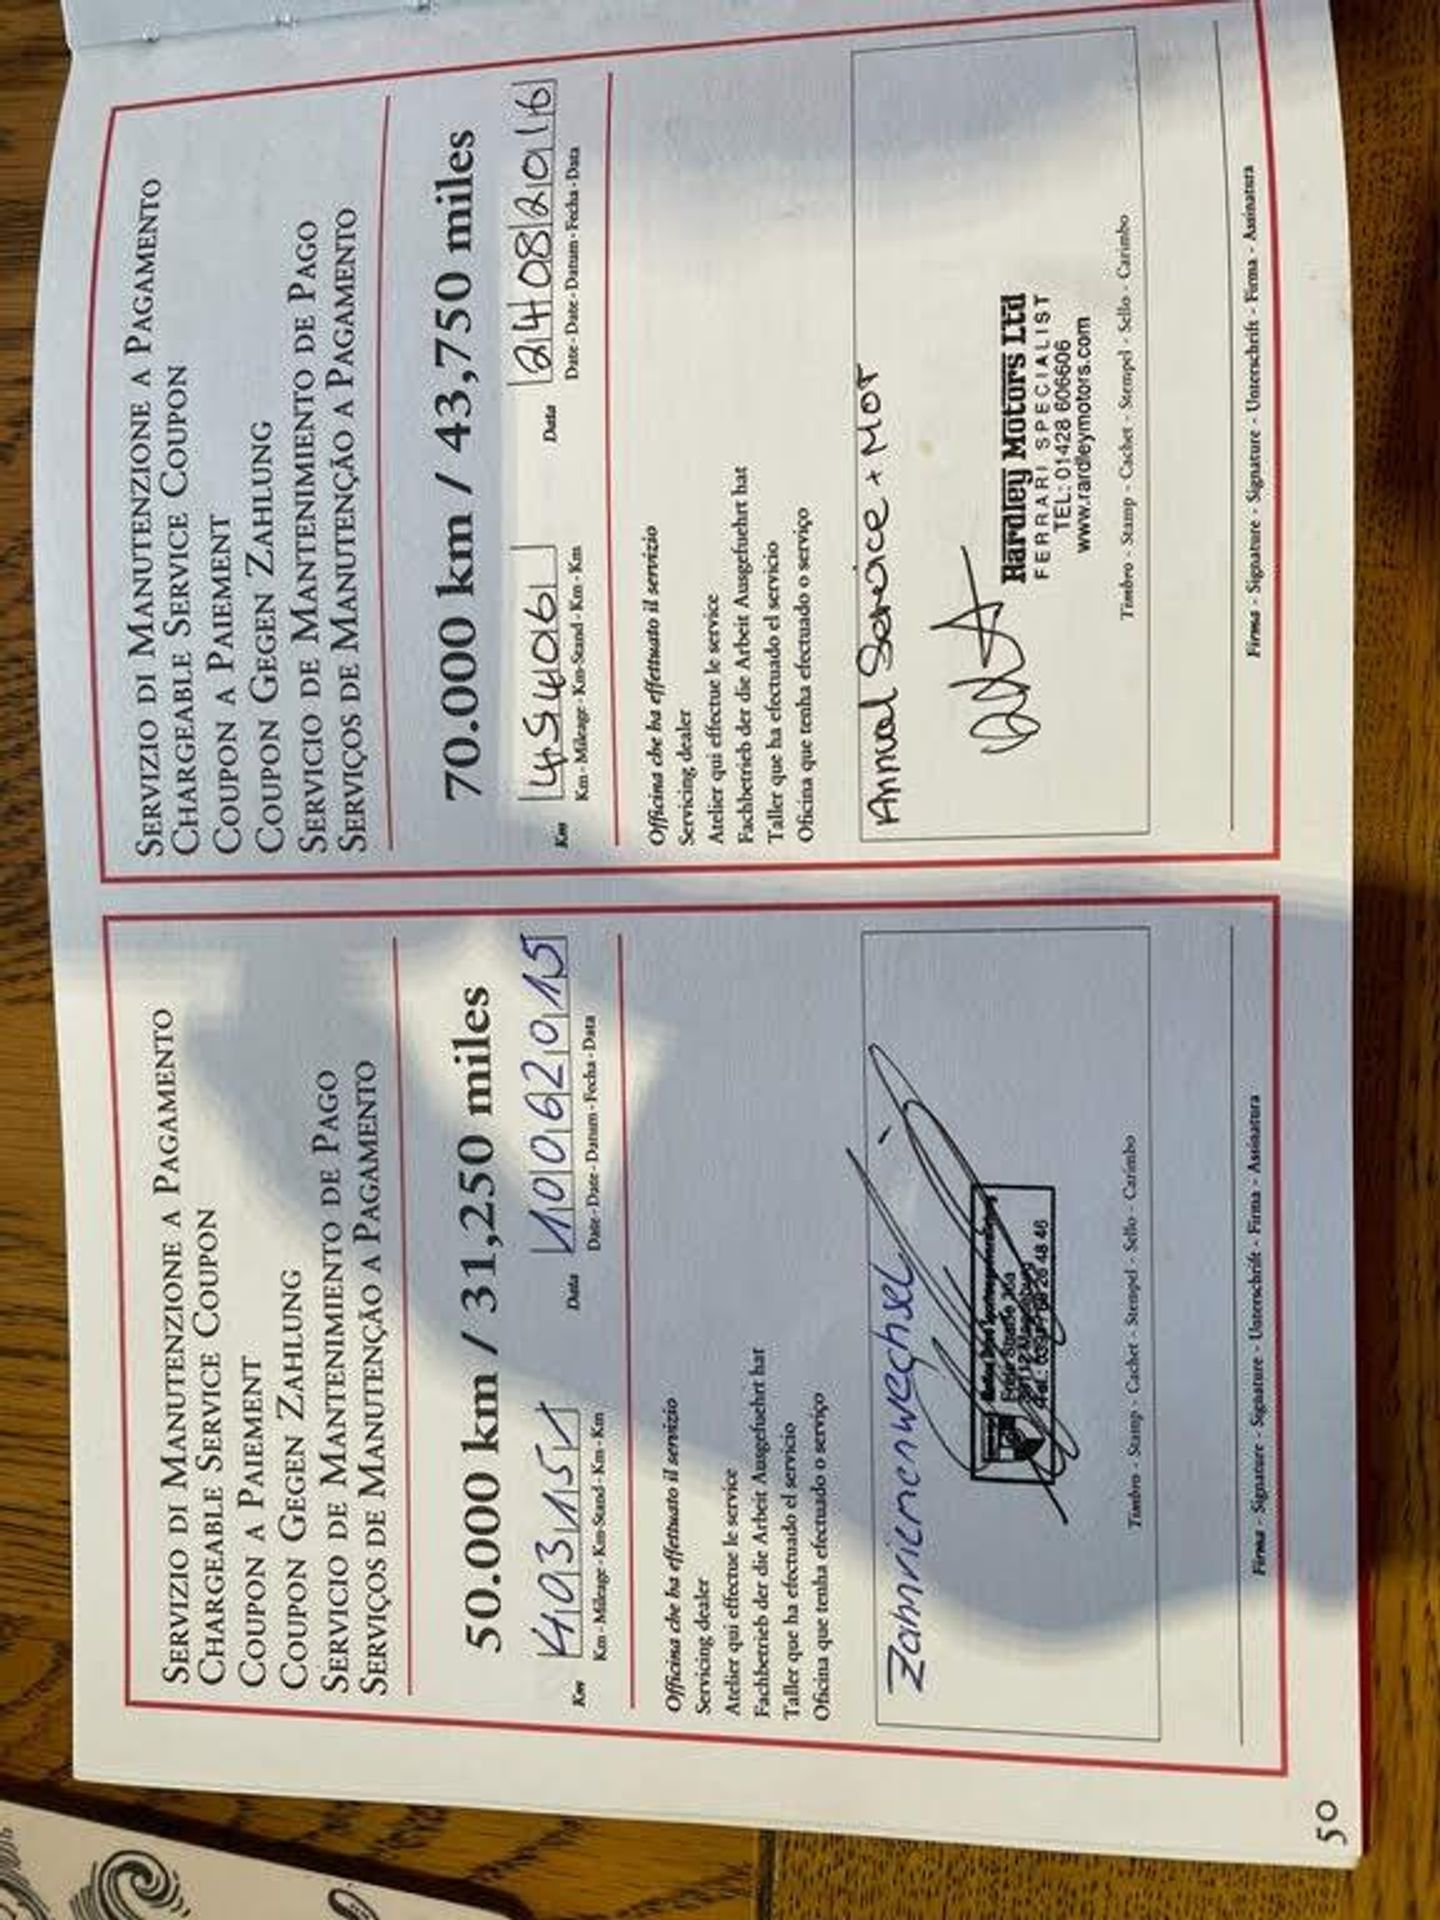 SERVIZIO DI MANUTENZIONE A PAGAMENTO
CHARGEABLE SERVICE COUPON
COUPON A PAIEMENT
COUPON GEGEN ZAHLUNG
SERVICIO DE MANTENIMIENTO DE PAGO
SERVIÇOS DE MANUTENÇÃO A PAGAMENTO
50.000 km / 31,250 miles
Km 40315 Data 10062015
Km - Mileage - Km-Stand - Km - Km Date - Date - Datum - Fecha - Data
Officina che ha effettuato il servizio
Servicing dealer
Atelier qui effectue le service
Fachbetrieb der die Arbeit Ausgefuehrt hat
Taller que ha efectuado el servicio
Oficina que tenha efectuado o serviço
Zahnriemenwechsel
Timbro - Stamp - Cachet - Stempel - Sello - Carimbo
Firma - Signature - Signature - Unterschrift - Firma - Assinatura
50
SERVIZIO DI MANUTENZIONE A PAGAMENTO
CHARGEABLE SERVICE COUPON
COUPON A PAIEMENT
COUPON GEGEN ZAHLUNG
SERVICIO DE MANTENIMIENTO DE PAGO
SERVIÇOS DE MANUTENÇÃO A PAGAMENTO
70.000 km / 43,750 miles
Km 45406 Data 24082016
Km - Mileage - Km-Stand - Km - Km Date - Date - Datum - Fecha - Data
Officina che ha effettuato il servizio
Servicing dealer
Atelier qui effectue le service
Fachbetrieb der die Arbeit Ausgefuehrt hat
Taller que ha efectuado el servicio
Oficina que tenha efectuado o serviço
Annual Service + MOT
Rardley Motors Ltd
FERRARI SPECIALIST
TEL: 01428 606606
www.rardleymotors.com
Timbro - Stamp - Cachet - Stempel - Sello - Carimbo
Firma - Signature - Signature - Unterschrift - Firma - Assinatura